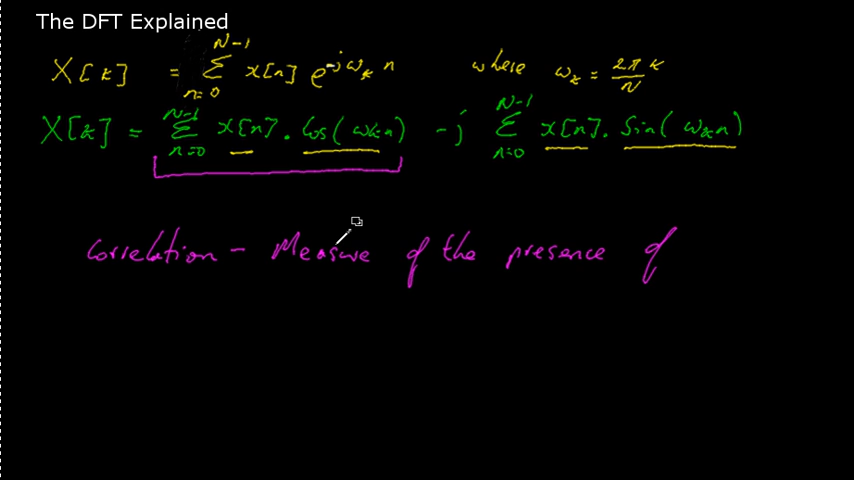 The DFT Explained
X[k] = Σ_{n=0}^{N-1} x[n] e^{-jω_k n} where ω_k = 2πk/N
X[k] = Σ_{n=0}^{N-1} x[n] . Cos(ω_k n) - j Σ_{n=0}^{N-1} x[n] . Sin(ω_k n)
Correlation - Measure of the presence of